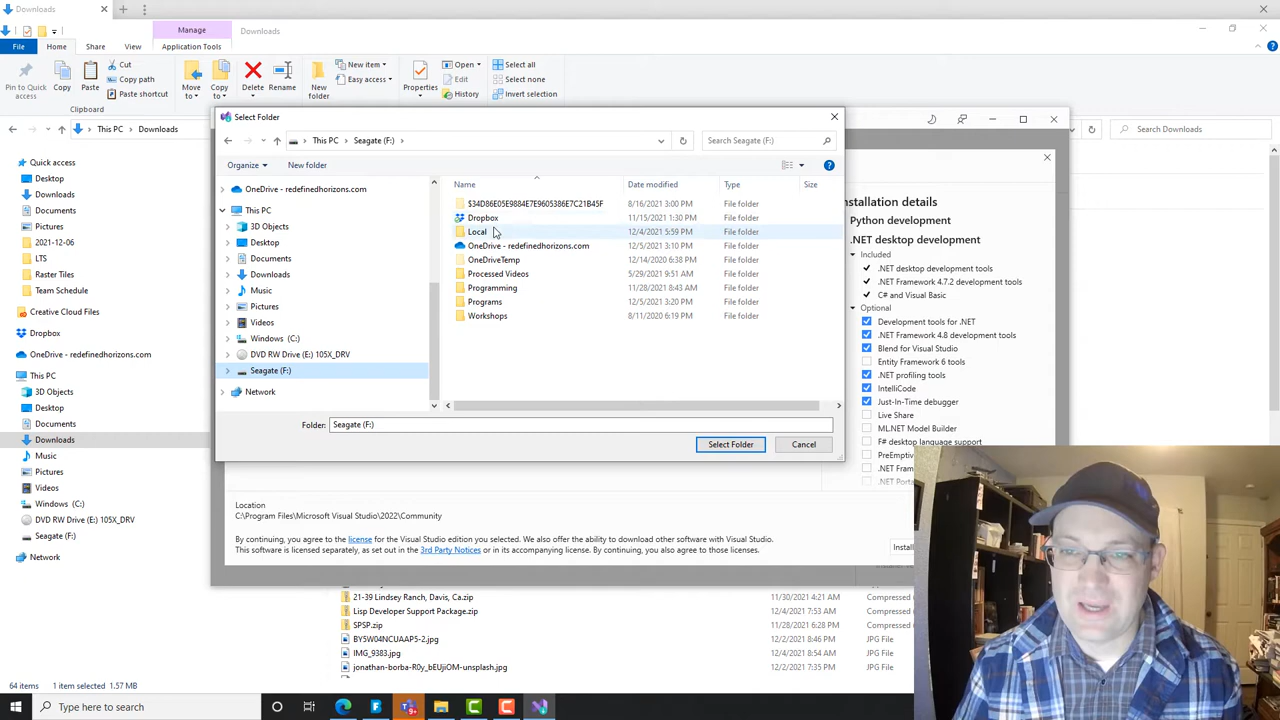 Downloads
Manage
Downloads
File
Home
Share
View
Application Tools
Pin to Quick access
Copy
Paste
Cut
Copy path
Paste shortcut
Clipboard
Move to
Copy to
Delete
Rename
New folder
New item
Easy access
Properties
Open
Edit
History
Select all
Select none
Invert selection
This PC
Downloads
Search Downloads
Quick access
Desktop
Downloads
Documents
Pictures
2021-12-06
LTS
Raster Tiles
Team Schedule
Creative Cloud Files
Dropbox
OneDrive - redefinedhorizons.com
This PC
3D Objects
Desktop
Documents
Downloads
Music
Pictures
Videos
Windows (C:)
DVD RW Drive (E:) 105X_DRV
Seagate (F:)
Network
Select Folder
This PC
Seagate (F:)
Search Seagate (F:)
Organize
New folder
OneDrive - redefinedhorizons.com
This PC
3D Objects
Desktop
Documents
Downloads
Music
Pictures
Videos
Windows (C:)
DVD RW Drive (E:) 105X_DRV
Seagate (F:)
Network
Name Date modified Type Size
$34D86E05E9884E7E9605386E7C21B45F 8/16/2021 3:00 PM File folder
Dropbox 11/15/2021 1:30 PM File folder
Local 12/4/2021 5:59 PM File folder
OneDrive - redefinedhorizons.com 12/5/2021 3:10 PM File folder
OneDriveTemp 12/14/2020 6:38 PM File folder
Processed Videos 5/29/2021 9:51 AM File folder
Programming 11/28/2021 8:43 AM File folder
Programs 12/5/2021 3:20 PM File folder
Workshops 8/11/2020 6:19 PM File folder
Folder: Seagate (F:)
Select Folder
Cancel
Installation details
Python development
.NET desktop development
Included
.NET desktop development tools
.NET Framework 4.7.2 development tools
C# and Visual Basic
Optional
Development tools for .NET
.NET Framework 4.8 development tools
Blend for Visual Studio
Entity Framework 6 tools
.NET profiling tools
IntelliCode
Just-In-Time debugger
Live Share
ML.NET Model Builder
F# desktop language support
PreEmptiv
.NET Fram
.NET Porta
Location
C:\Program Files\Microsoft Visual Studio\2022\Community
By continuing, you agree to the license for the Visual Studio edition you selected. We also offer the ability to download other software with Visual Studio.
This software is licensed separately, as set out in the 3rd Party Notices or in its accompanying license. By continuing, you also agree to those licenses.
Install
21-39 Lindsey Ranch, Davis, Ca.zip 11/30/2021 4:21 AM Compressed
Lisp Developer Support Package.zip 12/4/2021 7:53 AM Compressed
SPSP.zip 11/28/2021 6:28 PM Compressed
BY5W04NCUAAP5-2.jpg 12/2/2021 8:46 PM JPG File
IMG_9383.jpg 12/4/2021 8:54 AM JPG File
jonathan-borba-R0y_bEUjiOM-unsplash.jpg 12/2/2021 7:35 PM JPG File
64 items 1 item selected 1.57 MB
Type here to search